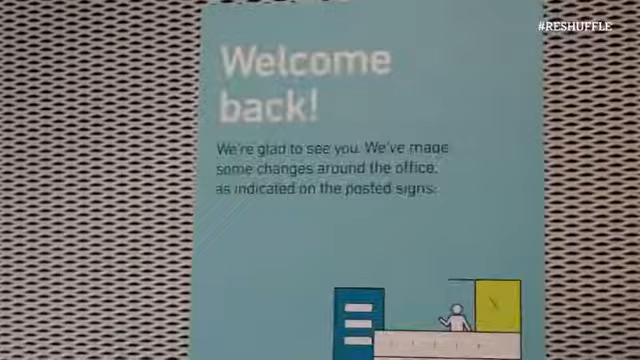 #RESHUFFLE
Welcome
back!
We're glad to see you. We've made
some changes around the office,
as indicated on the posted signs.